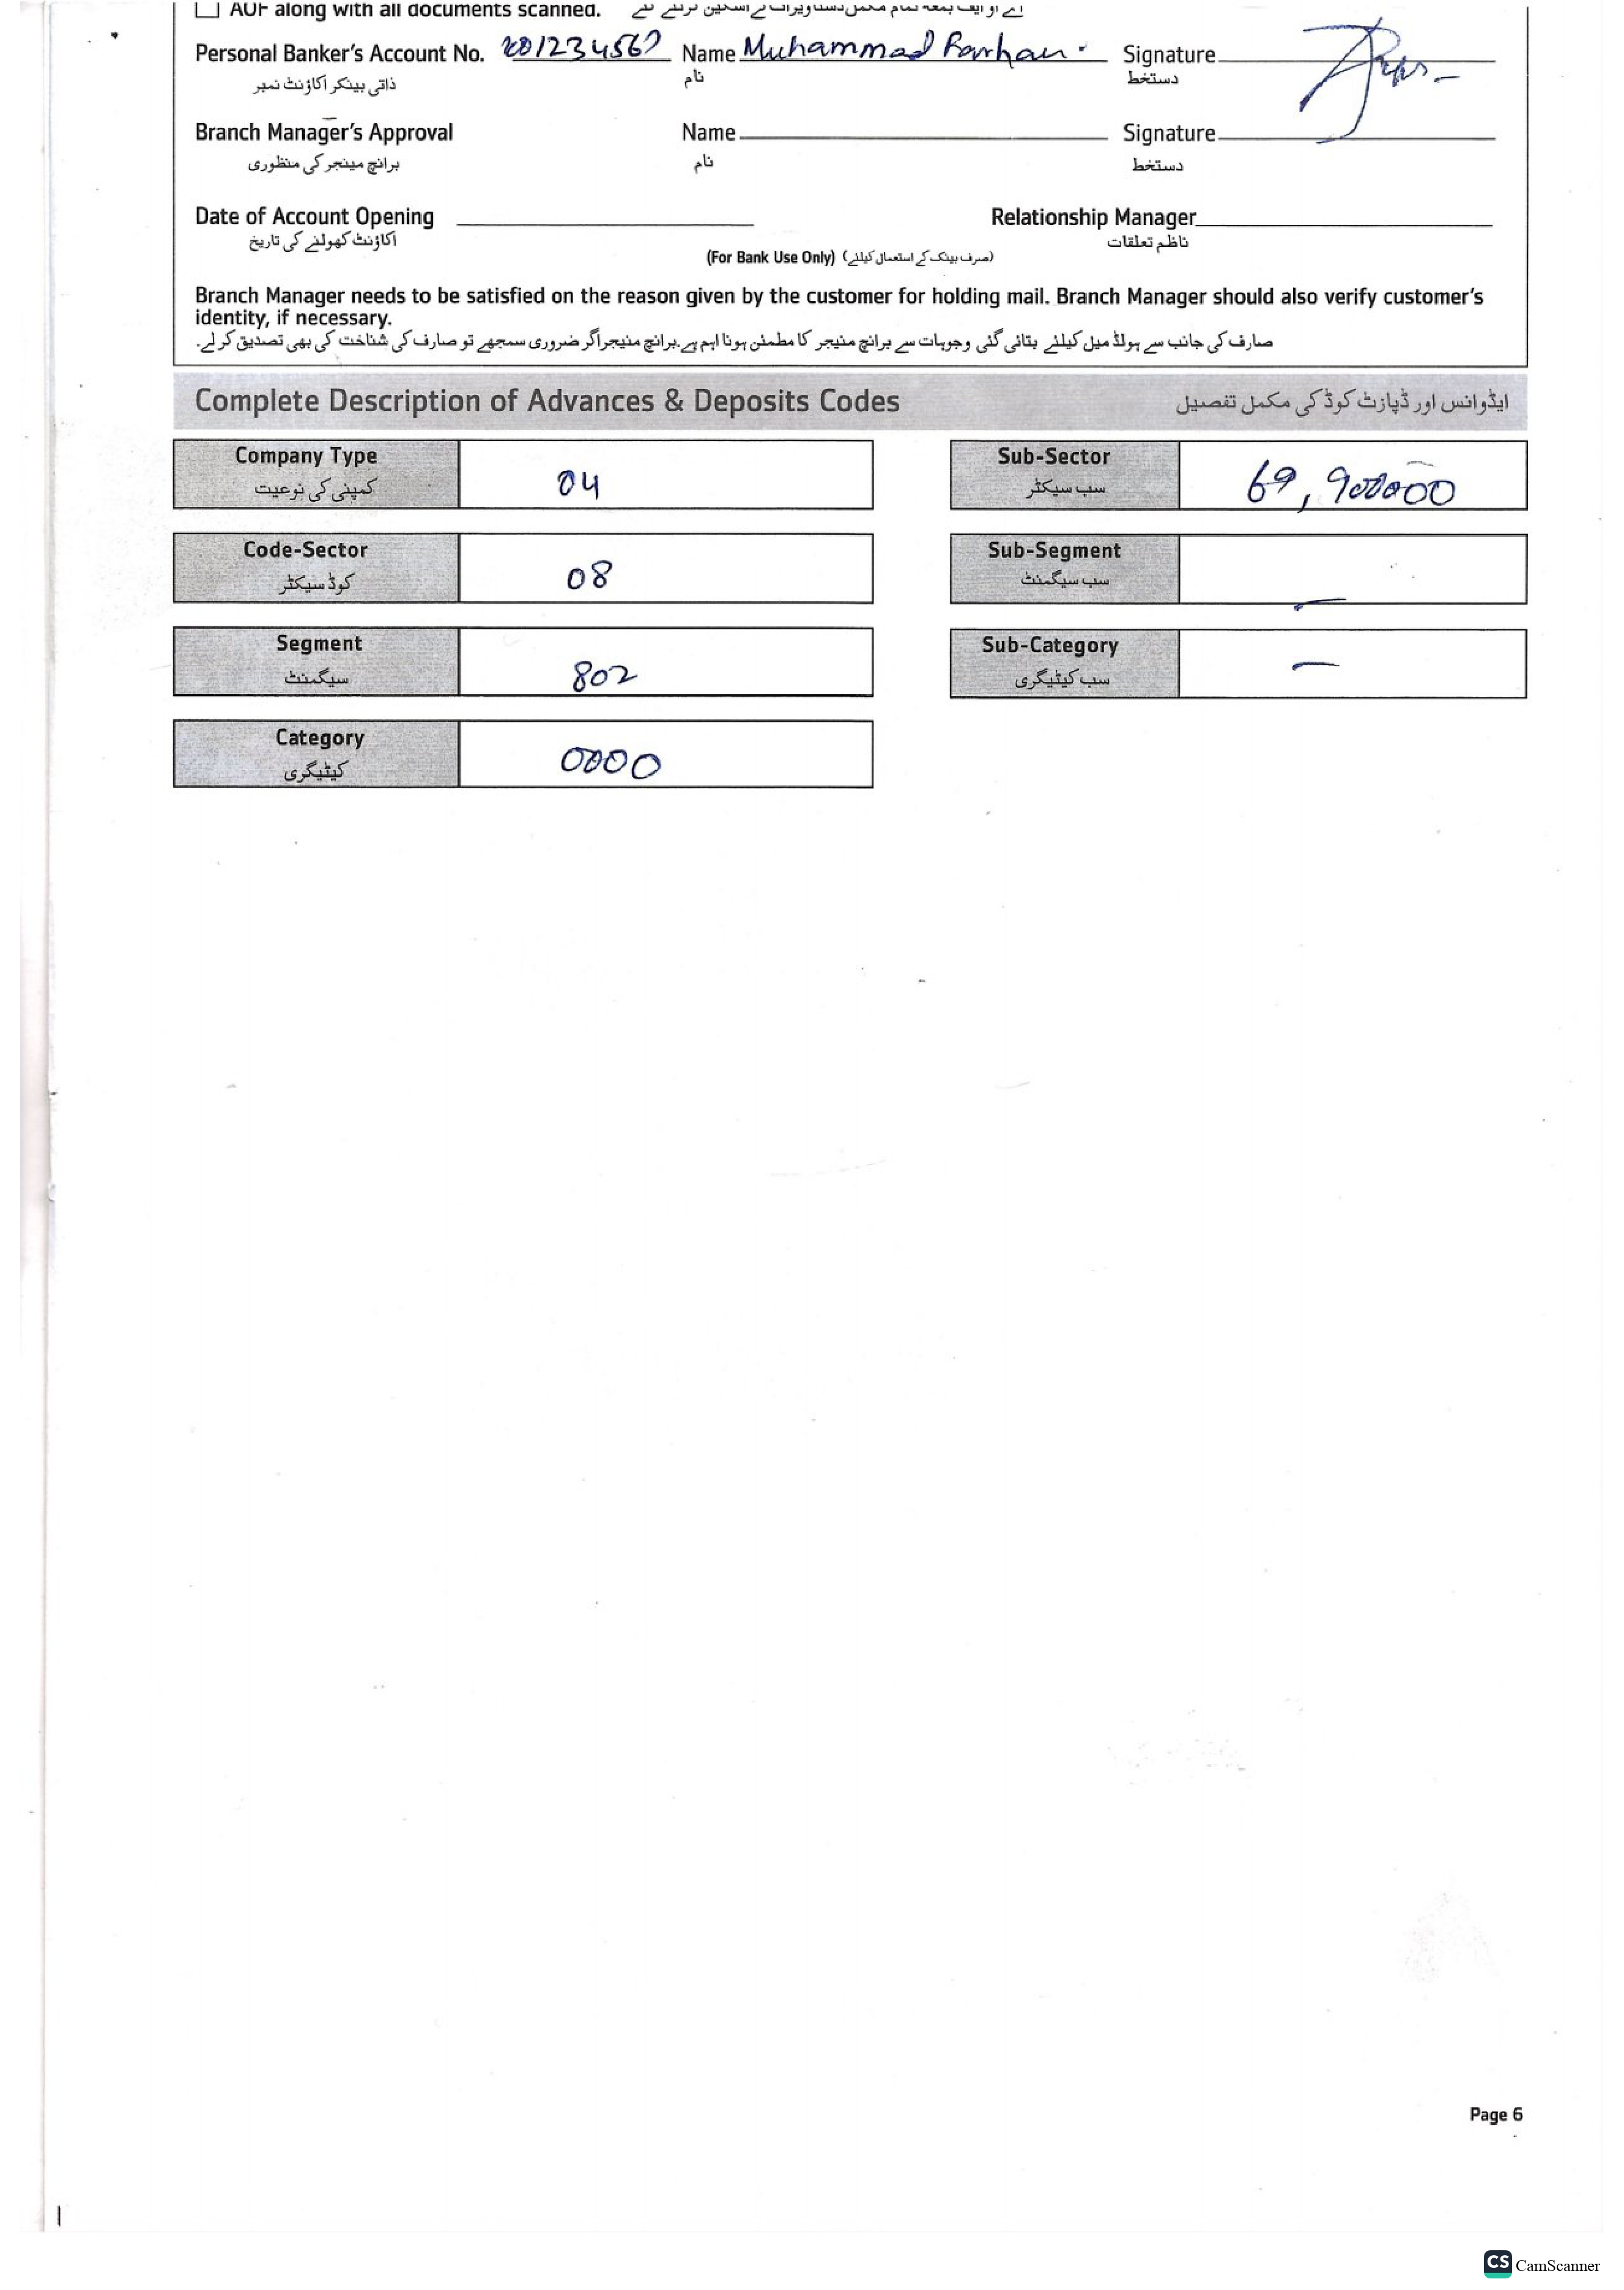 AOF along with all documents scanned. اے او ایف بمعہ تمام مکمل دستاویزات کے اسکین کرلئے گئے
Personal Banker's Account No. 201234567 Name Muhammad Farhan. Signature
ذاتی بینکر اکاؤنٹ نمبر نام دستخط
Branch Manager's Approval Name Signature
برانچ مینجر کی منظوری نام دستخط
Date of Account Opening Relationship Manager
اکاؤنٹ کھولنے کی تاریخ ناظم تعلقات
(For Bank Use Only) (صرف بینک کے استعمال کیلئے)
Branch Manager needs to be satisfied on the reason given by the customer for holding mail. Branch Manager should also verify customer's
identity, if necessary.
صارف کی جانب سے ہولڈ میل کیلئے بتائی گئی وجوہات سے برانچ منیجر کا مطمئن ہونا اہم ہے۔برانچ منیجر اگر ضروری سمجھے تو صارف کی شناخت کی بھی تصدیق کر لے۔
Complete Description of Advances & Deposits Codes ایڈوانس اور ڈپازٹ کوڈ کی مکمل تفصیل
Company Type 04 Sub-Sector 69,
کمپنی کی نوعیت سب سیکٹر
Code-Sector 08 Sub-Segment —
کوڈ سیکٹر سب سیگمنٹ
Segment 802 Sub-Category —
سیگمنٹ سب کیٹیگری
Category 0000
کیٹیگری
Page 6
CS CamScanner